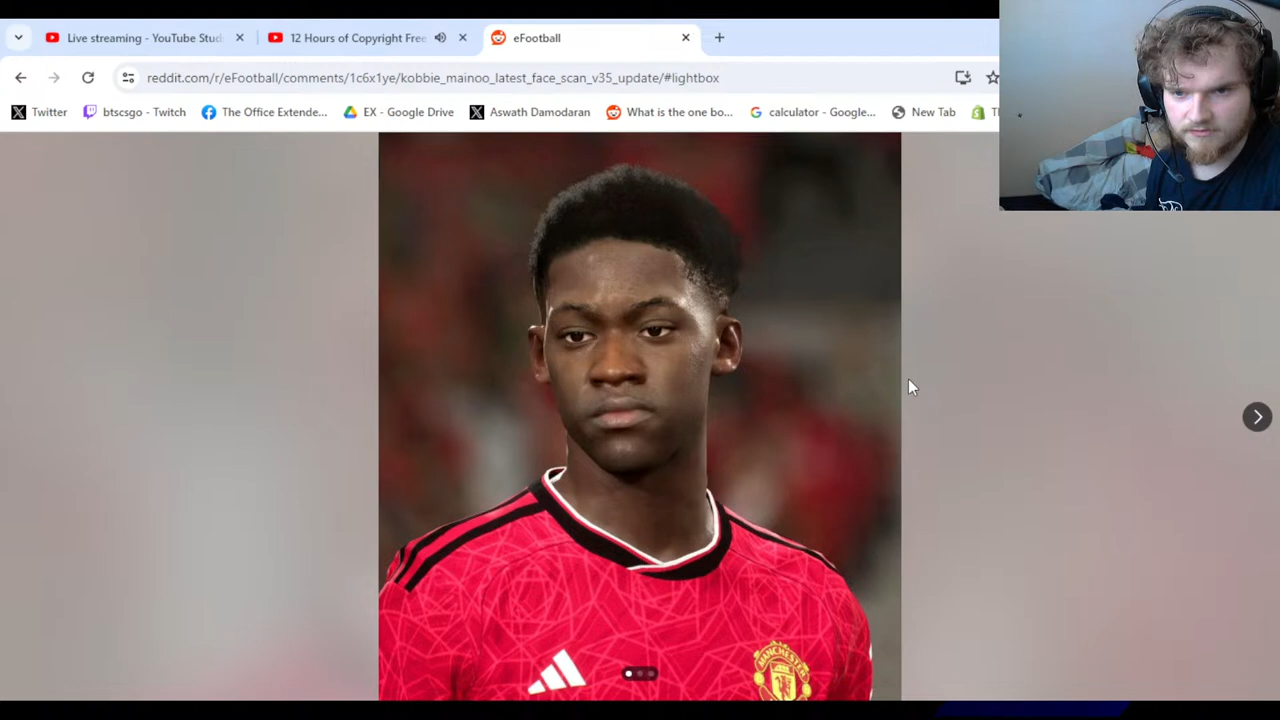 Live streaming - YouTube Stud
12 Hours of Copyright Free
eFootball
reddit.com/r/eFootball/comments/1c6x1ye/kobbie_mainoo_latest_face_scan_v35_update/#lightbox
Twitter
btscsgo - Twitch
The Office Extende...
EX - Google Drive
Aswath Damodaran
What is the one bo...
calculator - Google...
New Tab
T
MANCHESTER